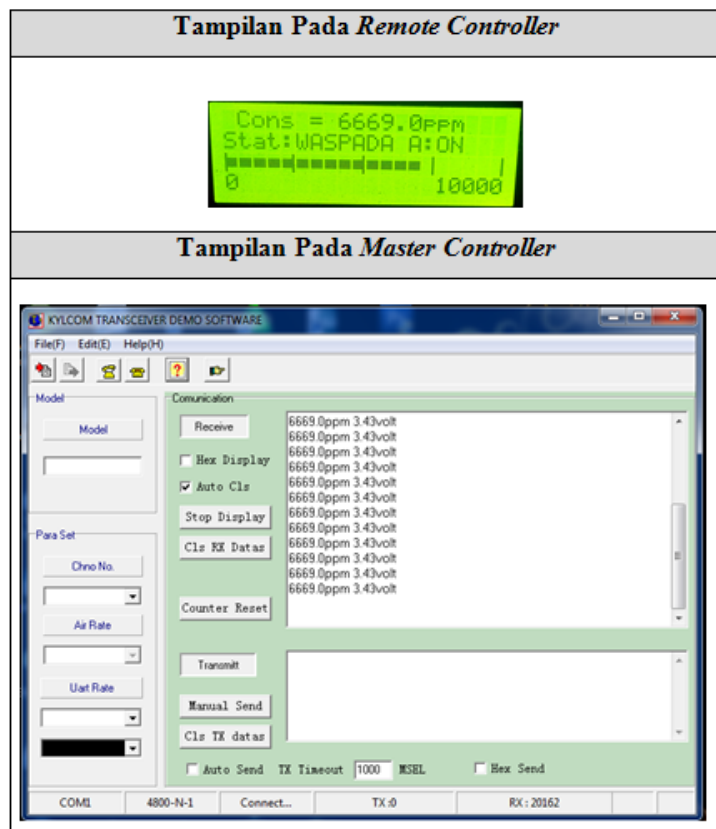 Tampilan Pada Remote Controller
Cons = 6669.0ppm
Stat:WASPADA A:ON
0 10000
Tampilan Pada Master Controller
KYLCOM TRANSCEIVER DEMO SOFTWARE
File(F) Edit(E) Help(H)
Model
Model
Para Set
Chno No.
Air Rate
Uart Rate
Comunication
Receive
Hex Display
Auto Cls
Stop Display
Cls RX Datas
Counter Reset
6669.0ppm 3.43volt
6669.0ppm 3.43volt
6669.0ppm 3.43volt
6669.0ppm 3.43volt
6669.0ppm 3.43volt
6669.0ppm 3.43volt
6669.0ppm 3.43volt
6669.0ppm 3.43volt
6669.0ppm 3.43volt
6669.0ppm 3.43volt
6669.0ppm 3.43volt
6669.0ppm 3.43volt
Transmitt
Manual Send
Cls TX datas
Auto Send TX Timeout 1000 MSEL Hex Send
COM1 4800-N-1 Connect... TX :0 RX : 20162